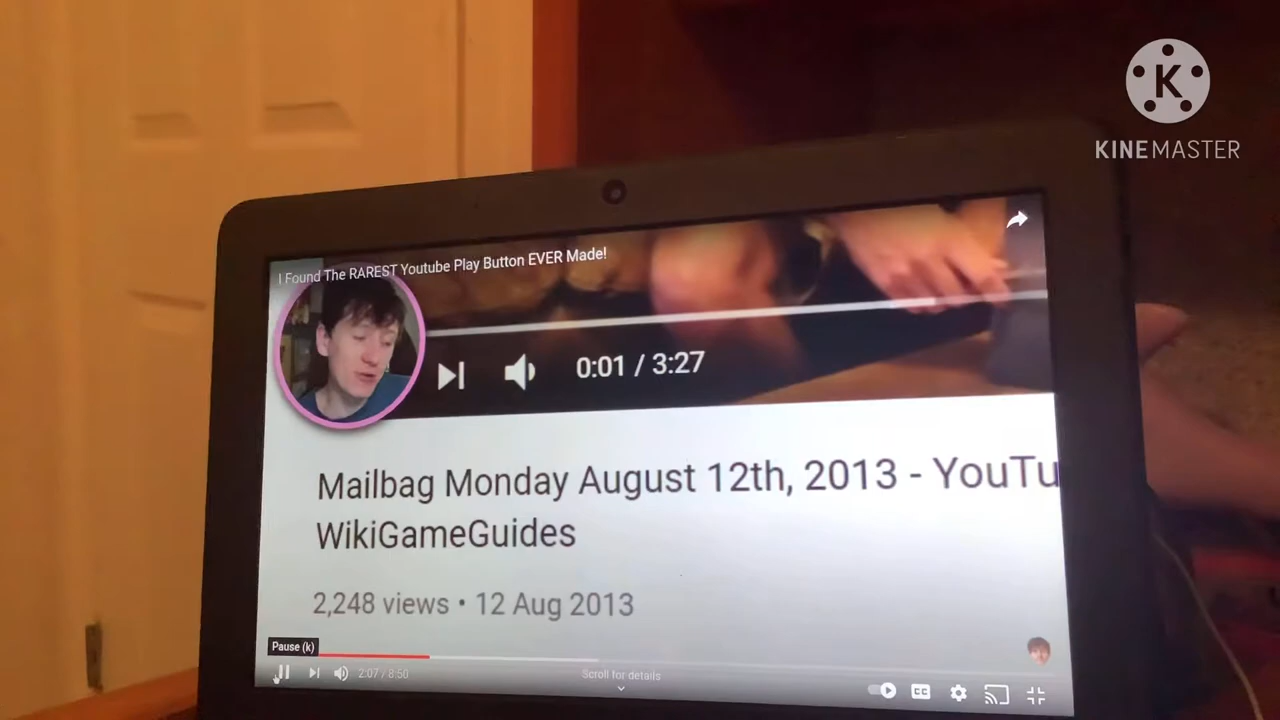 K
KINEMASTER
I Found The RAREST Youtube Play Button EVER Made!
0:01 / 3:27
Mailbag Monday August 12th, 2013 - YouTu
WikiGameGuides
2,248 views • 12 Aug 2013
Pause (k)
2:07 / 8:50
Scroll for details
CC